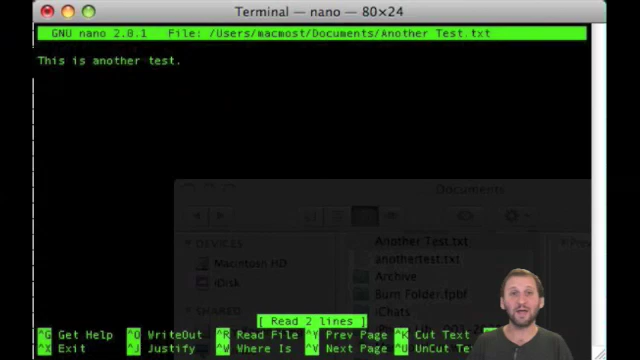 Terminal — nano — 80×24
GNU nano 2.0.1 File: /Users/macmost/Documents/Another Test.txt
This is another test.
Documents
DEVICES
Another Test.txt
Macintosh HD
anothertest.txt
iDisk
Archive
Burn Folder.fpbf
SHARED
iChats
[ Read 2 lines ]
^G Get Help ^O WriteOut ^R Read File ^Y Prev Page ^K Cut Text
^X Exit ^J Justify ^W Where Is ^V Next Page ^U UnCut Te